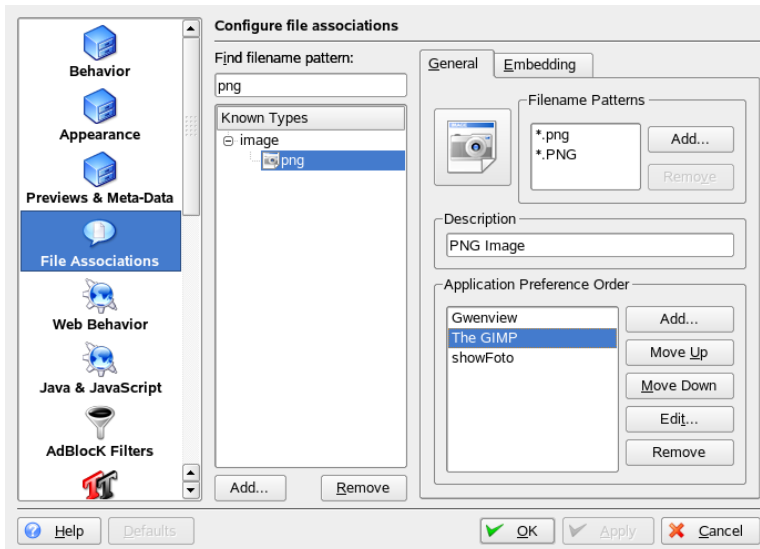 Behavior
Appearance
Previews & Meta-Data
File Associations
Web Behavior
Java & JavaScript
AdBlocK Filters
Configure file associations
Find filename pattern:
png
Known Types
image
png
Add...
Remove
General
Embedding
Filename Patterns
*.png
*.PNG
Add...
Remove
Description
PNG Image
Application Preference Order
Gwenview
The GIMP
showFoto
Add...
Move Up
Move Down
Edit...
Remove
Help
Defaults
OK
Apply
Cancel